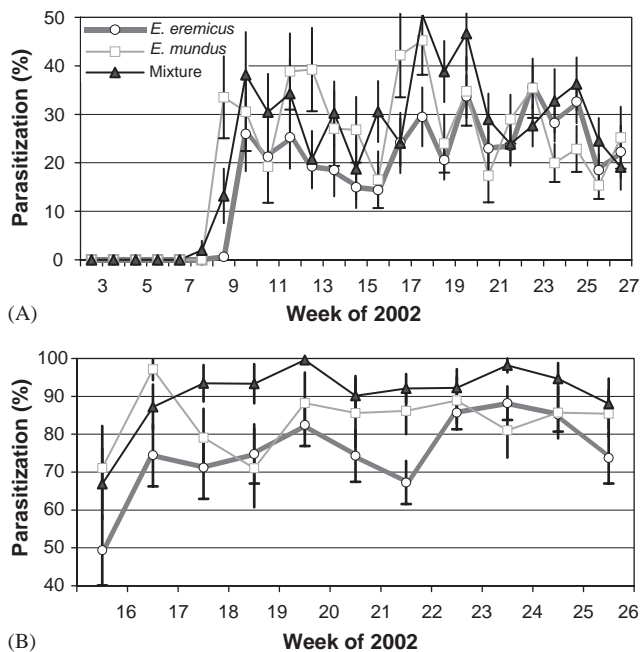 50
40
30
20
10
0
Parasitization (%)
E. eremicus
E. mundus
Mixture
3 5 7 9 11 13 15 17 19 21 23 25 27
(A)
Week of 2002
100
90
80
70
60
50
40
Parasitization (%)
16 17 18 19 20 21 22 23 24 25 26
(B)
Week of 2002